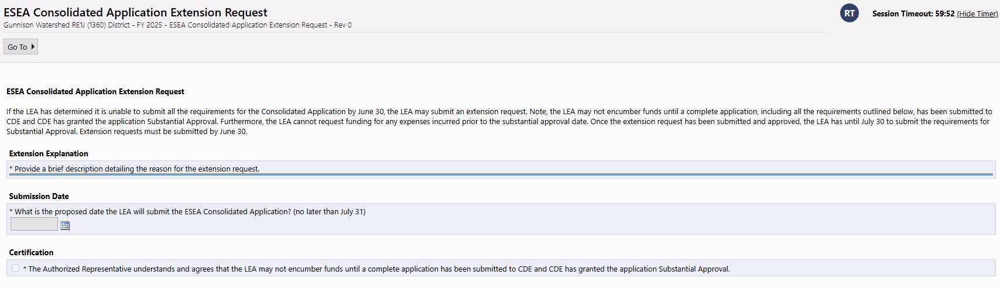 ESEA Consolidated Application Extension Request
Gunnison Watershed RE1J (1360) District - FY 2025 - ESEA Consolidated Application Extension Request - Rev 0
RT
Session Timeout: 59:52 (Hide Timer)
Go To
ESEA Consolidated Application Extension Request
If the LEA has determined it is unable to submit all the requirements for the Consolidated Application by June 30, the LEA may submit an extension request. Note, the LEA may not encumber funds until a complete application, including all the requirements outlined below, has been submitted to
CDE and CDE has granted the application Substantial Approval. Furthermore, the LEA cannot request funding for any expenses incurred prior to the substantial approval date. Once the extension request has been submitted and approved, the LEA has until July 30 to submit the requirements for
Substantial Approval. Extension requests must be submitted by June 30.
Extension Explanation
* Provide a brief description detailing the reason for the extension request.
Submission Date
* What is the proposed date the LEA will submit the ESEA Consolidated Application? (no later than July 31)
Certification
* The Authorized Representative understands and agrees that the LEA may not encumber funds until a complete application has been submitted to CDE and CDE has granted the application Substantial Approval.